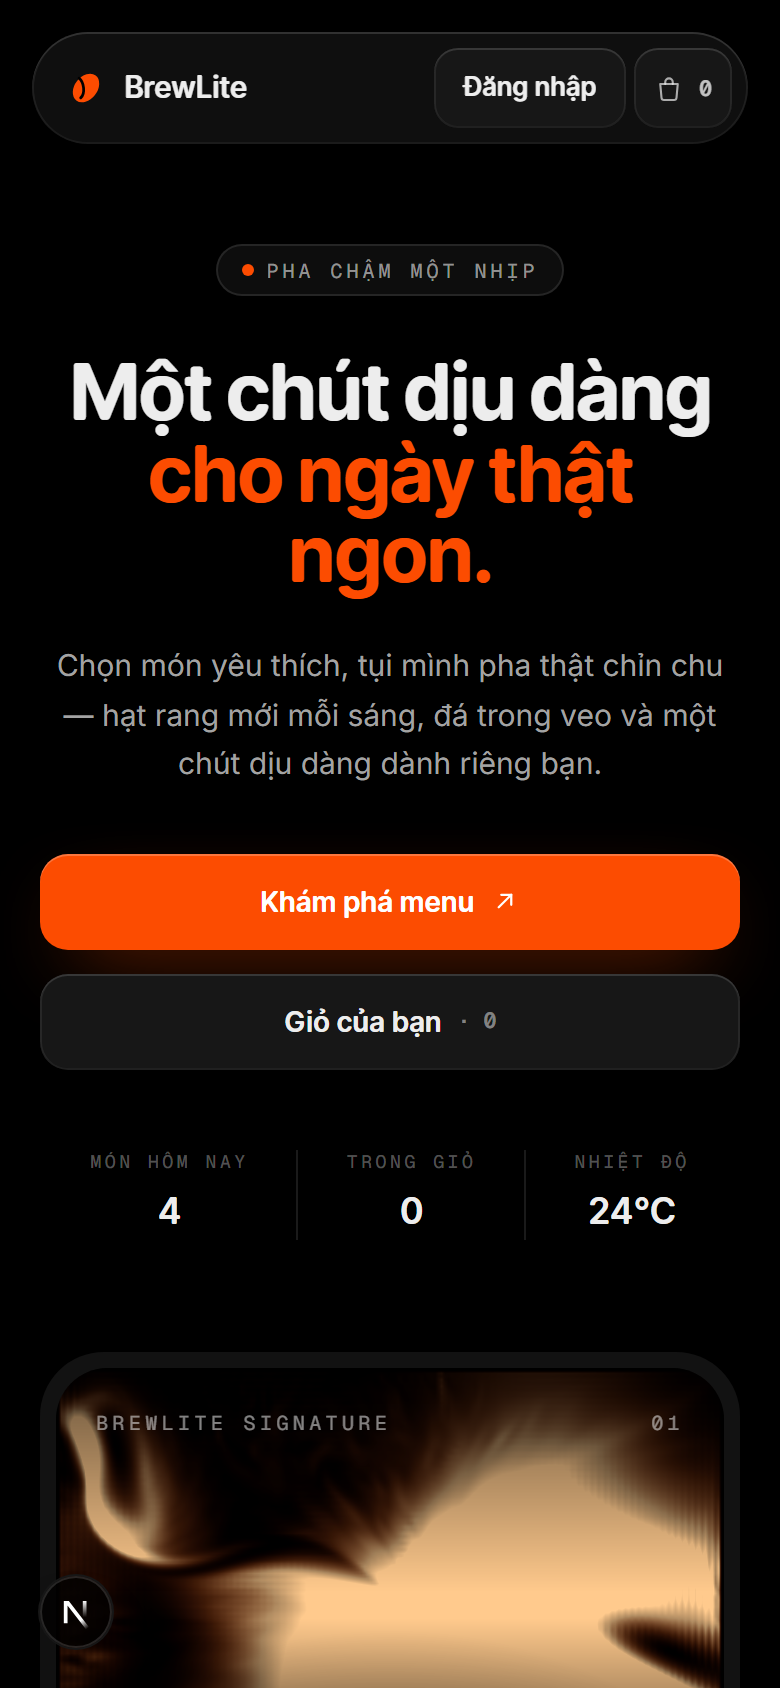 BrewLite
Đăng nhập
0
PHA CHẬM MỘT NHỊP
Một chút dịu dàng
cho ngày thật
ngon.
Chọn món yêu thích, tụi mình pha thật chỉn chu
— hạt rang mới mỗi sáng, đá trong veo và một
chút dịu dàng dành riêng bạn.
Khám phá menu ↗
Giỏ của bạn · 0
MÓN HÔM NAY
4
TRONG GIỎ
0
NHIỆT ĐỘ
24°C
BREWLITE SIGNATURE
01
N